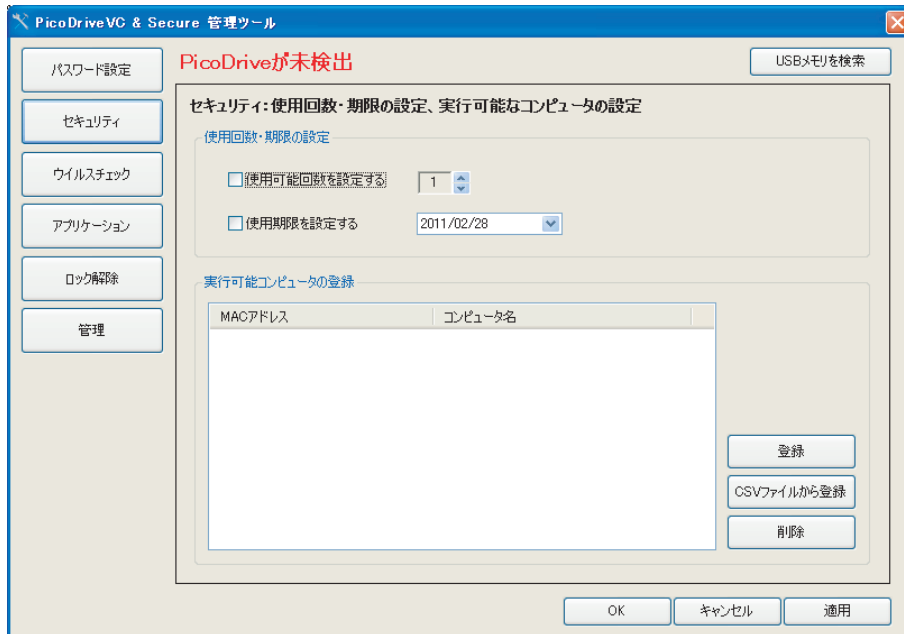 PicoDriveVC & Secure 管理ツール
パスワード設定
PicoDriveが未検出
USBメモリを検索
セキュリティ
セキュリティ：使用回数・期限の設定、実行可能なコンピュータの設定
使用回数・期限の設定
ウイルスチェック
使用可能回数を設定する 1
アプリケーション
使用期限を設定する 2011/02/28
ロック解除
実行可能コンピュータの登録
管理
MACアドレス コンピュータ名
登録
CSVファイルから登録
削除
OK キャンセル 適用